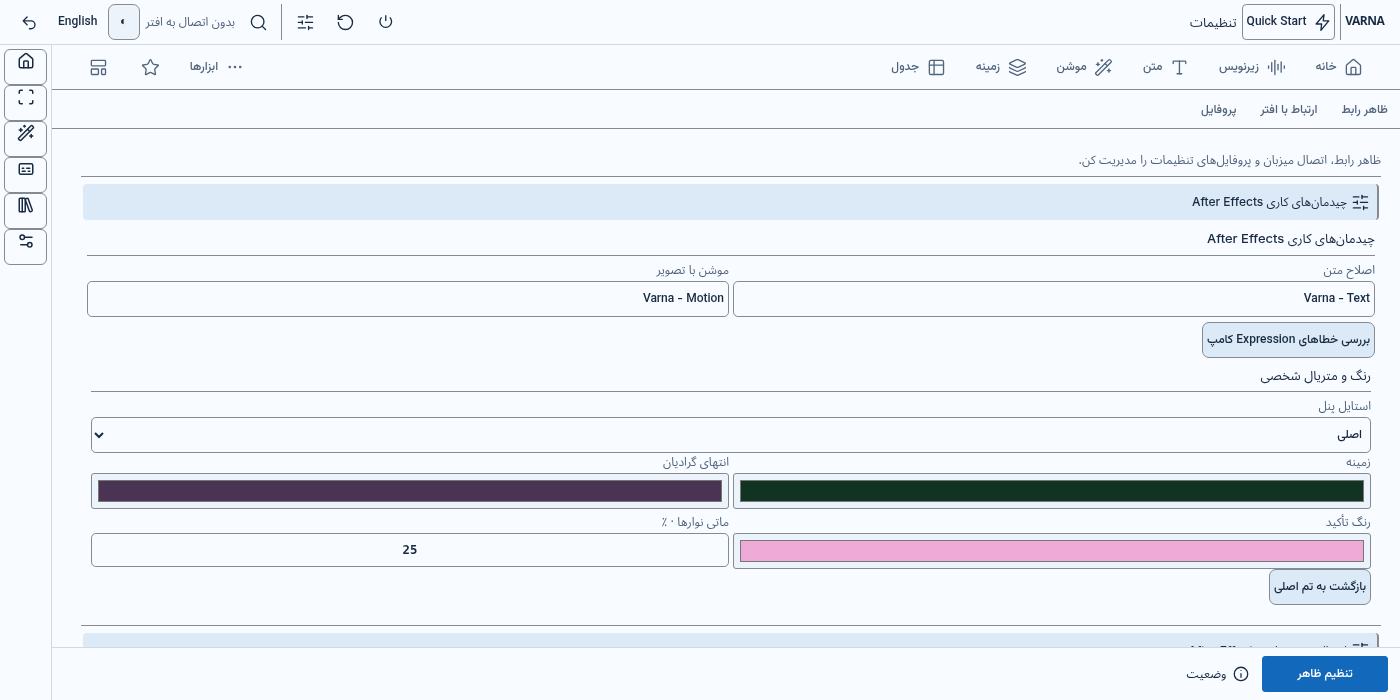 VARNA
Quick Start
تنظیمات
بدون اتصال به افتر
English
خانه
زیرنویس
متن
موشن
زمینه
جدول
ابزارها
ظاهر رابط
ارتباط با افتر
پروفایل
ظاهر رابط، اتصال میزبان و پروفایل‌های تنظیمات را مدیریت کن.
چیدمان‌های کاری After Effects
چیدمان‌های کاری After Effects
اصلاح متن
موشن با تصویر
Varna - Text
Varna - Motion
بررسی خطاهای Expression کامپ
رنگ و متریال شخصی
استایل پنل
اصلی
زمینه
انتهای گرادیان
رنگ تأکید
ماتی نوارها · ٪
25
بازگشت به تم اصلی
تنظیم ظاهر
وضعیت